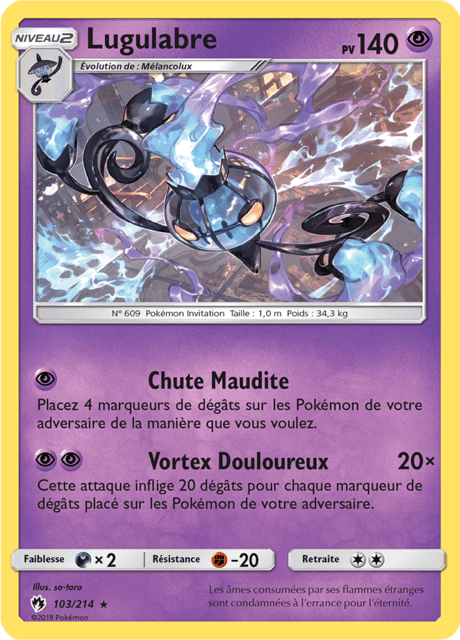 NIVEAU 2
Lugulabre
PV 140
Évolution de : Mélancolux
N° 609 Pokémon Invitation Taille : 1,0 m Poids : 34,3 kg
Chute Maudite
Placez 4 marqueurs de dégâts sur les Pokémon de votre
adversaire de la manière que vous voulez.
Vortex Douloureux 20×
Cette attaque inflige 20 dégâts pour chaque marqueur de
dégâts placé sur les Pokémon de votre adversaire.
Faiblesse ×2 Résistance -20 Retraite
Illus. so-taro
103/214 ★
©2018 Pokémon
Les âmes consumées par ses flammes étranges
sont condamnées à l'errance pour l'éternité.